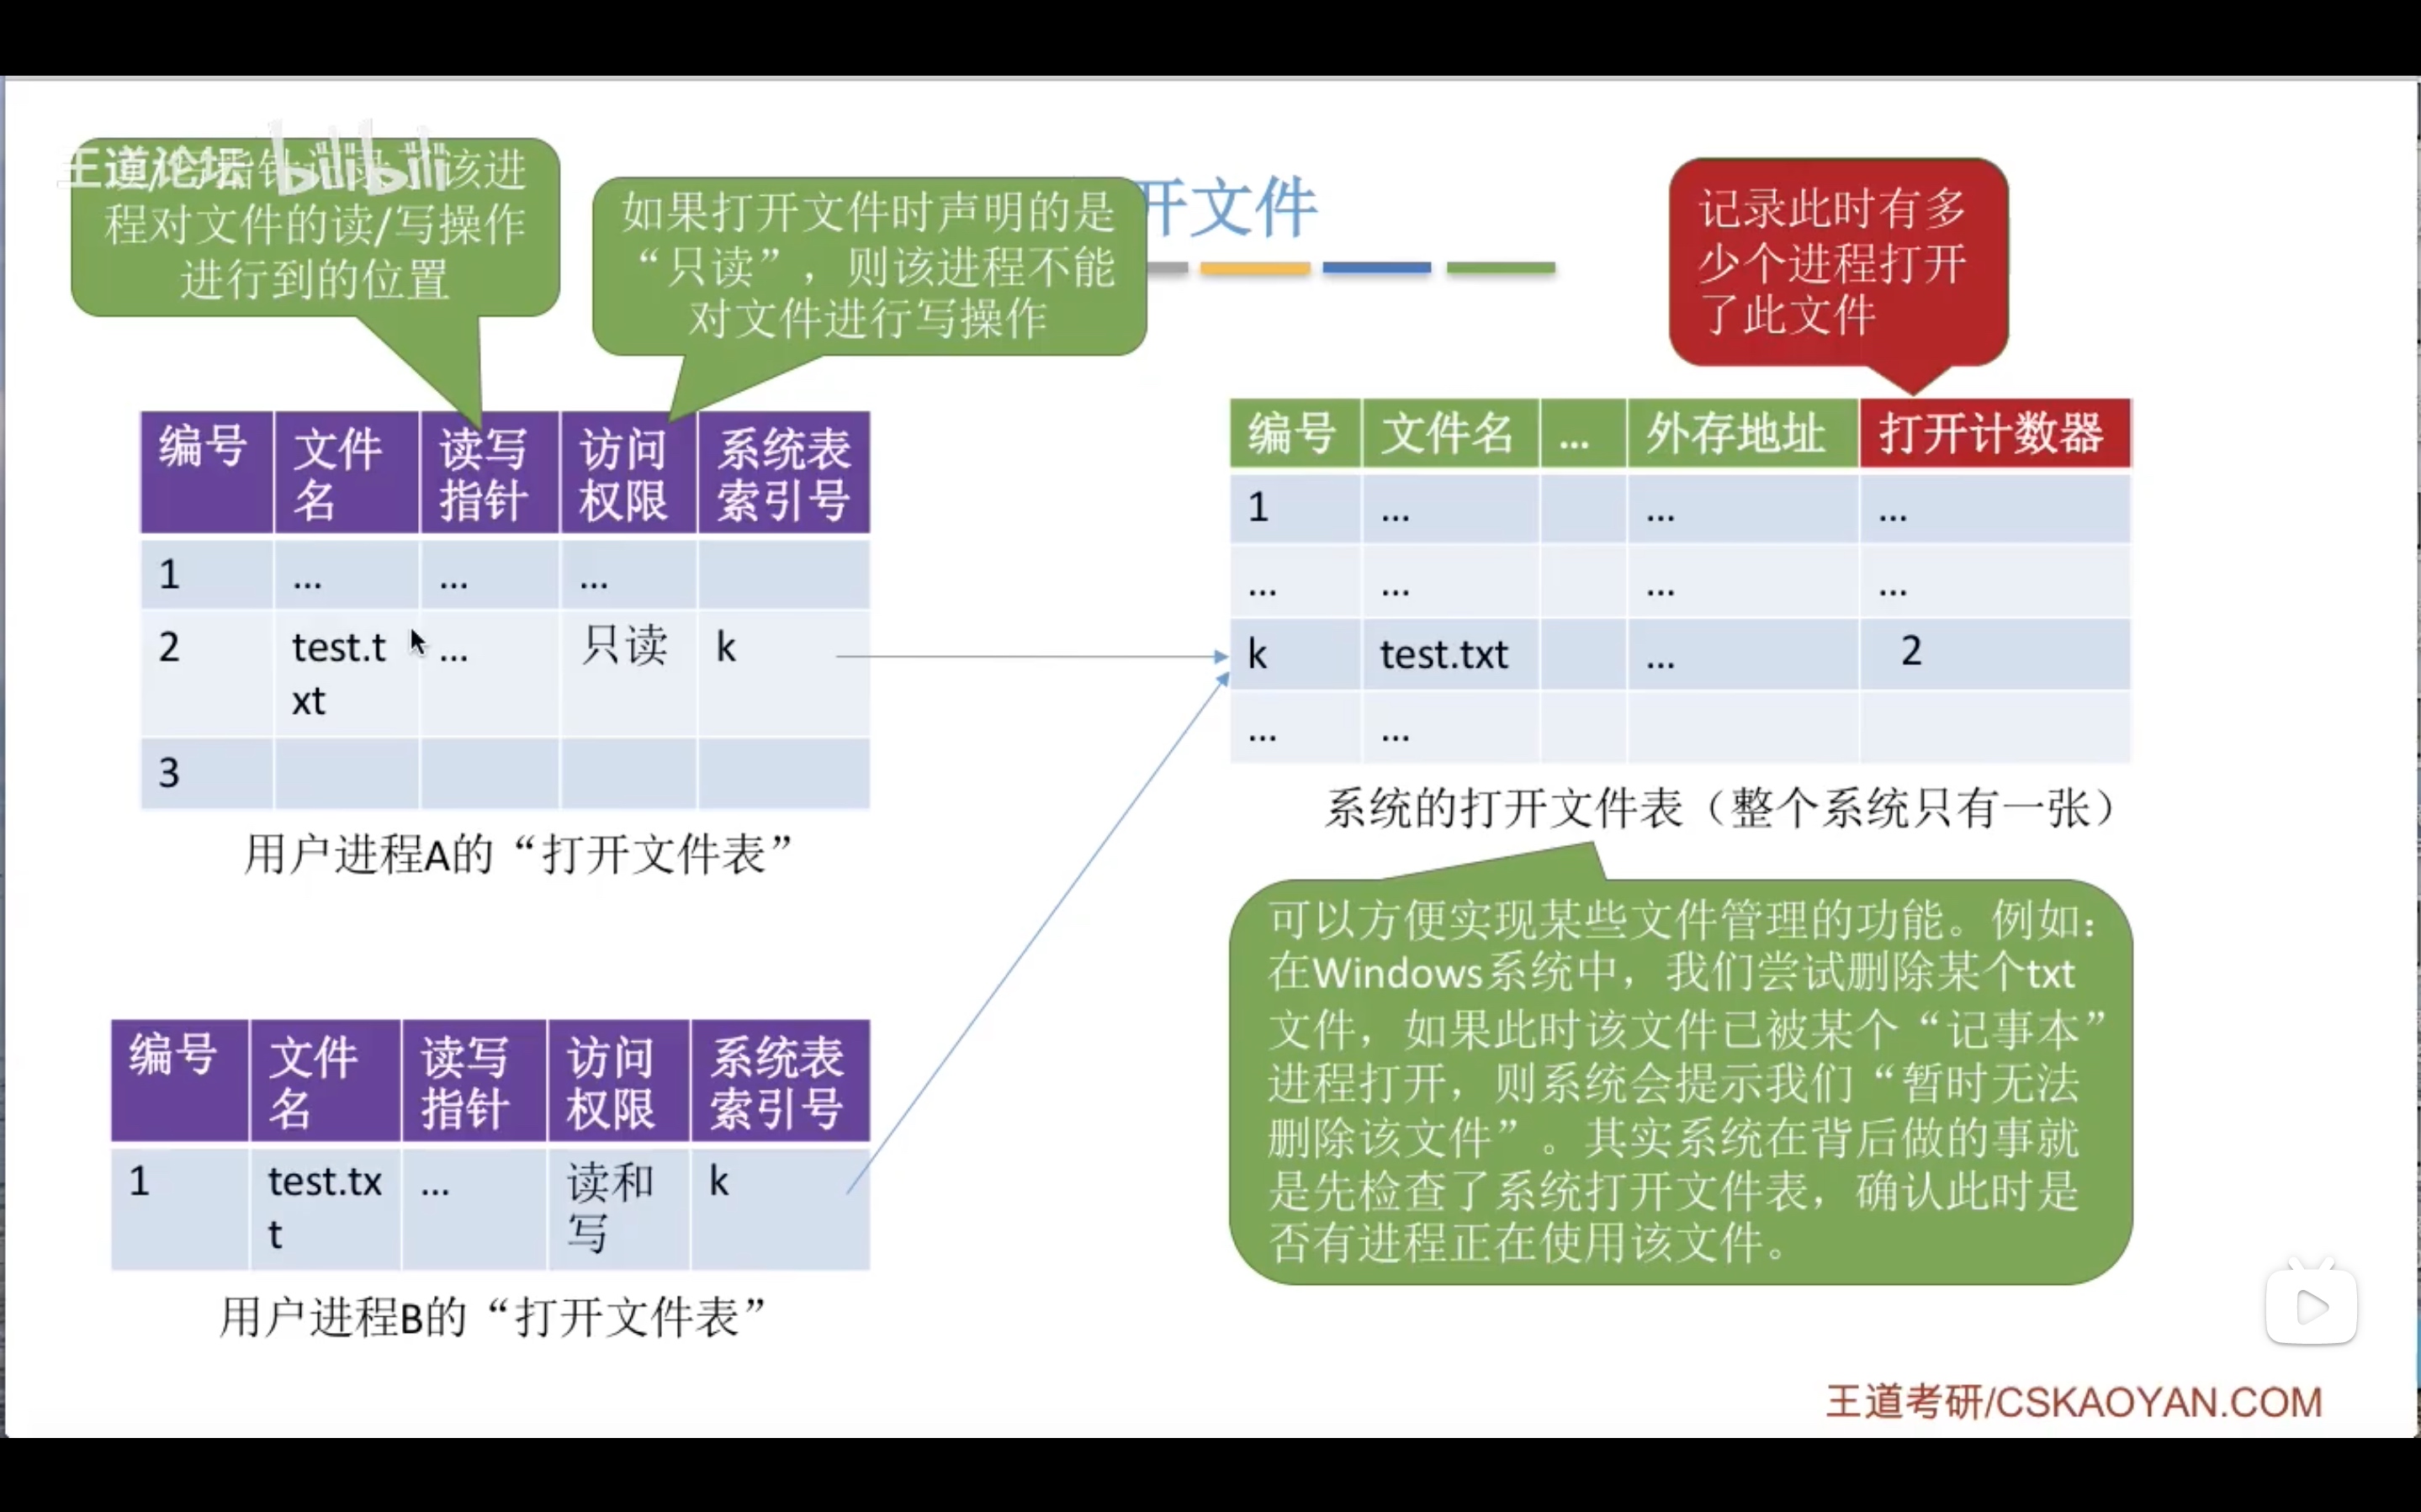 王道论坛
bilibili
该进
程对文件的读/写操作
进行到的位置
如果打开文件时声明的是
“只读”，则该进程不能
对文件进行写操作
开文件
记录此时有多
少个进程打开
了此文件
编号 文件名 读写指针 访问权限 系统表索引号
1 ... ... ...
2 test.txt ... 只读 k
3
用户进程A的“打开文件表”
编号 文件名 ... 外存地址 打开计数器
1 ... ... ...
... ... ... ...
k test.txt ... 2
... ...
系统的打开文件表（整个系统只有一张）
编号 文件名 读写指针 访问权限 系统表索引号
1 test.txt ... 读和写 k
用户进程B的“打开文件表”
可以方便实现某些文件管理的功能。例如：
在Windows系统中，我们尝试删除某个txt
文件，如果此时该文件已被某个“记事本”
进程打开，则系统会提示我们“暂时无法
删除该文件”。其实系统在背后做的事就
是先检查了系统打开文件表，确认此时是
否有进程正在使用该文件。
王道考研/CSKAOYAN.COM